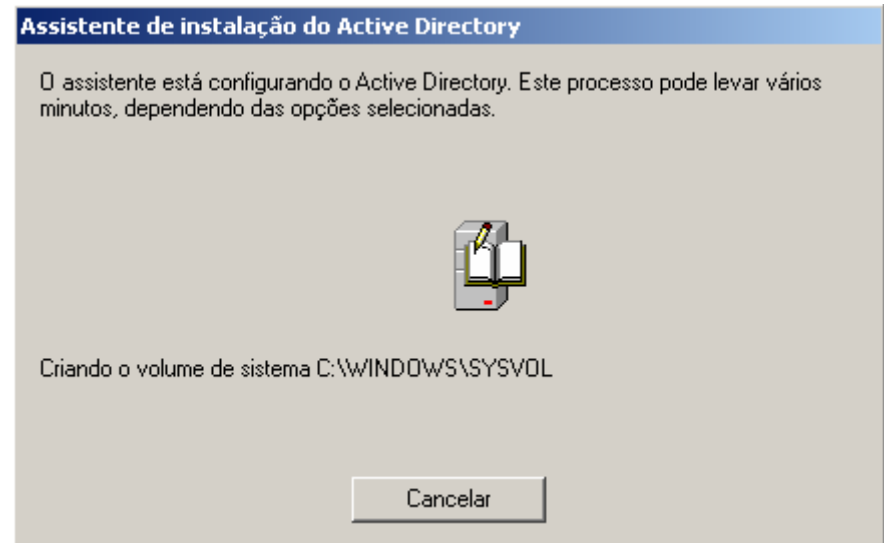 Assistente de instalação do Active Directory
O assistente está configurando o Active Directory. Este processo pode levar vários
minutos, dependendo das opções selecionadas.
Criando o volume de sistema C:\WINDOWS\SYSVOL
Cancelar